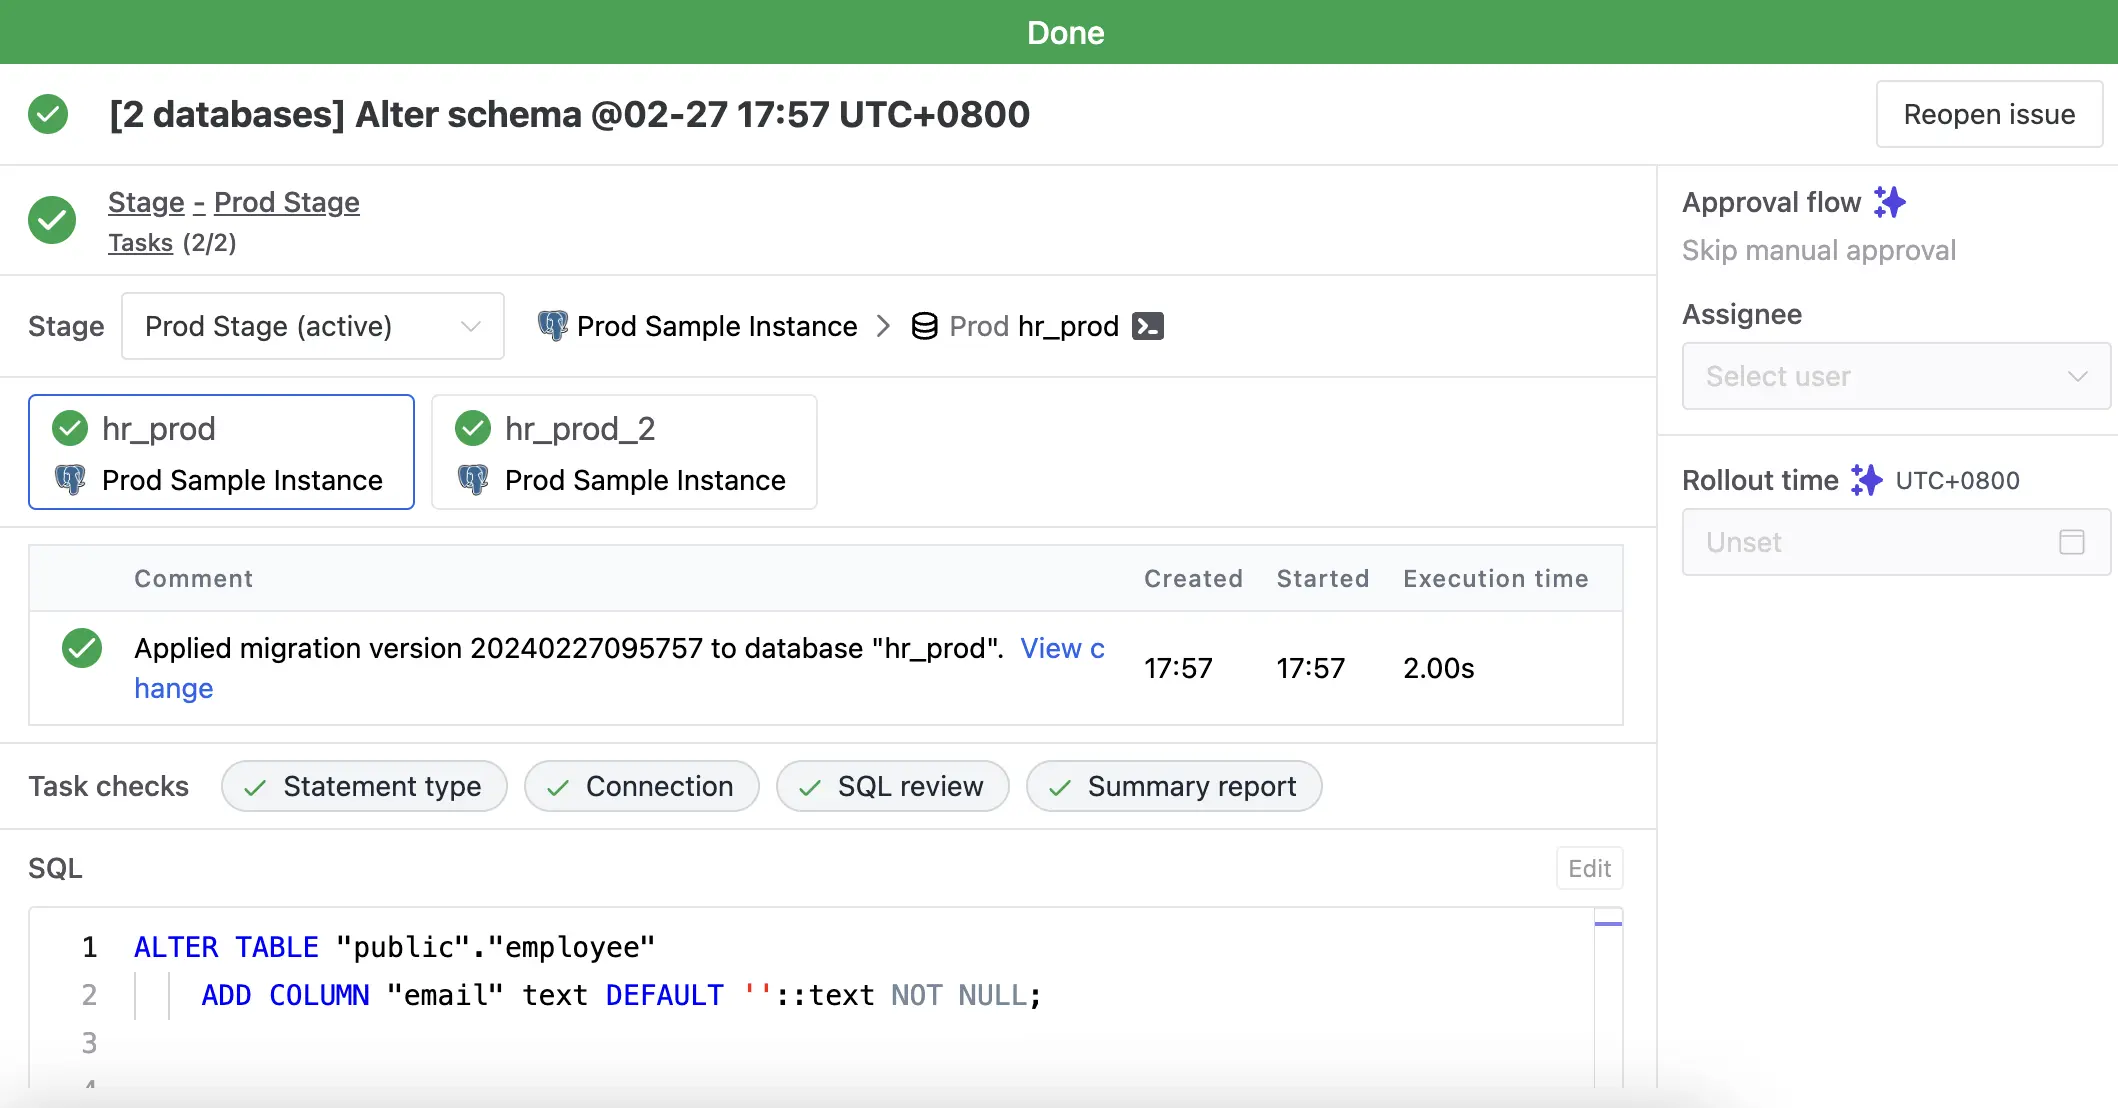 Done
[2 databases] Alter schema @02-27 17:57 UTC+0800
Reopen issue
Stage - Prod Stage
Tasks (2/2)
Stage
Prod Stage (active)
Prod Sample Instance
Prod hr_prod
hr_prod
Prod Sample Instance
hr_prod_2
Prod Sample Instance
Comment Created Started Execution time
Applied migration version 20240227095757 to database "hr_prod". View c
hange
17:57 17:57 2.00s
Task checks
Statement type
Connection
SQL review
Summary report
SQL
Edit
1 ALTER TABLE "public"."employee"
2 ADD COLUMN "email" text DEFAULT ''::text NOT NULL;
3
4
Approval flow
Skip manual approval
Assignee
Select user
Rollout time UTC+0800
Unset